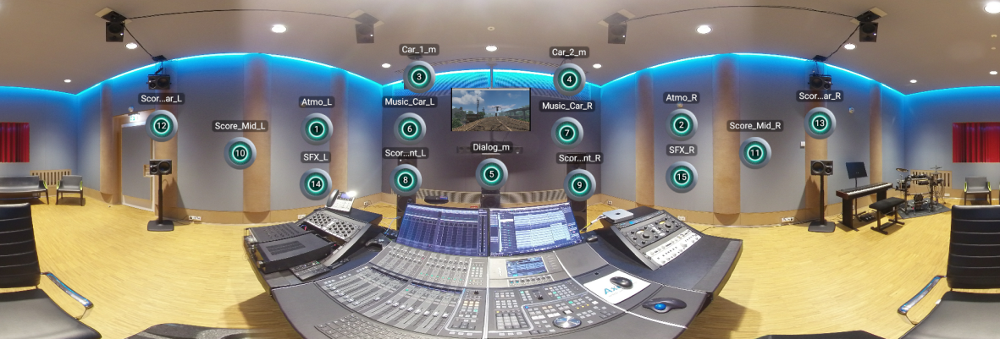 Car_1_m
3
Car_2_m
4
Scor...ar_L
12
Atmo_L
1
Music_Car_L
6
Music_Car_R
7
Atmo_R
2
Scor...ar_R
13
Score_Mid_L
10
Score_Mid_R
11
SFX_L
14
Scor...nt_L
8
Dialog_m
5
Scor...nt_R
9
SFX_R
15